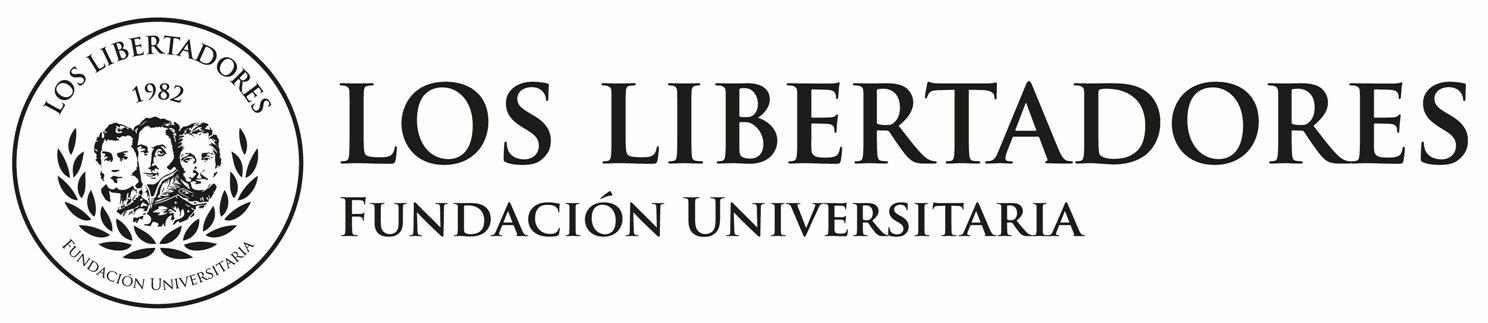 LOS LIBERTADORES
1982
FUNDACIÓN UNIVERSITARIA
LOS LIBERTADORES
FUNDACIÓN UNIVERSITARIA